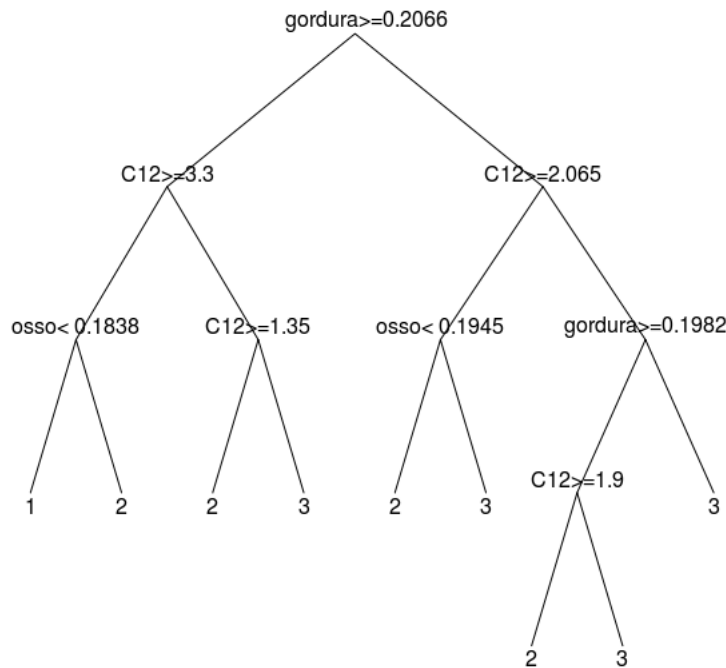 gordura>=0.2066
C12>=3.3
C12>=2.065
osso< 0.1838
C12>=1.35
osso< 0.1945
gordura>=0.1982
C12>=1.9
1
2
2
3
2
3
3
2
3